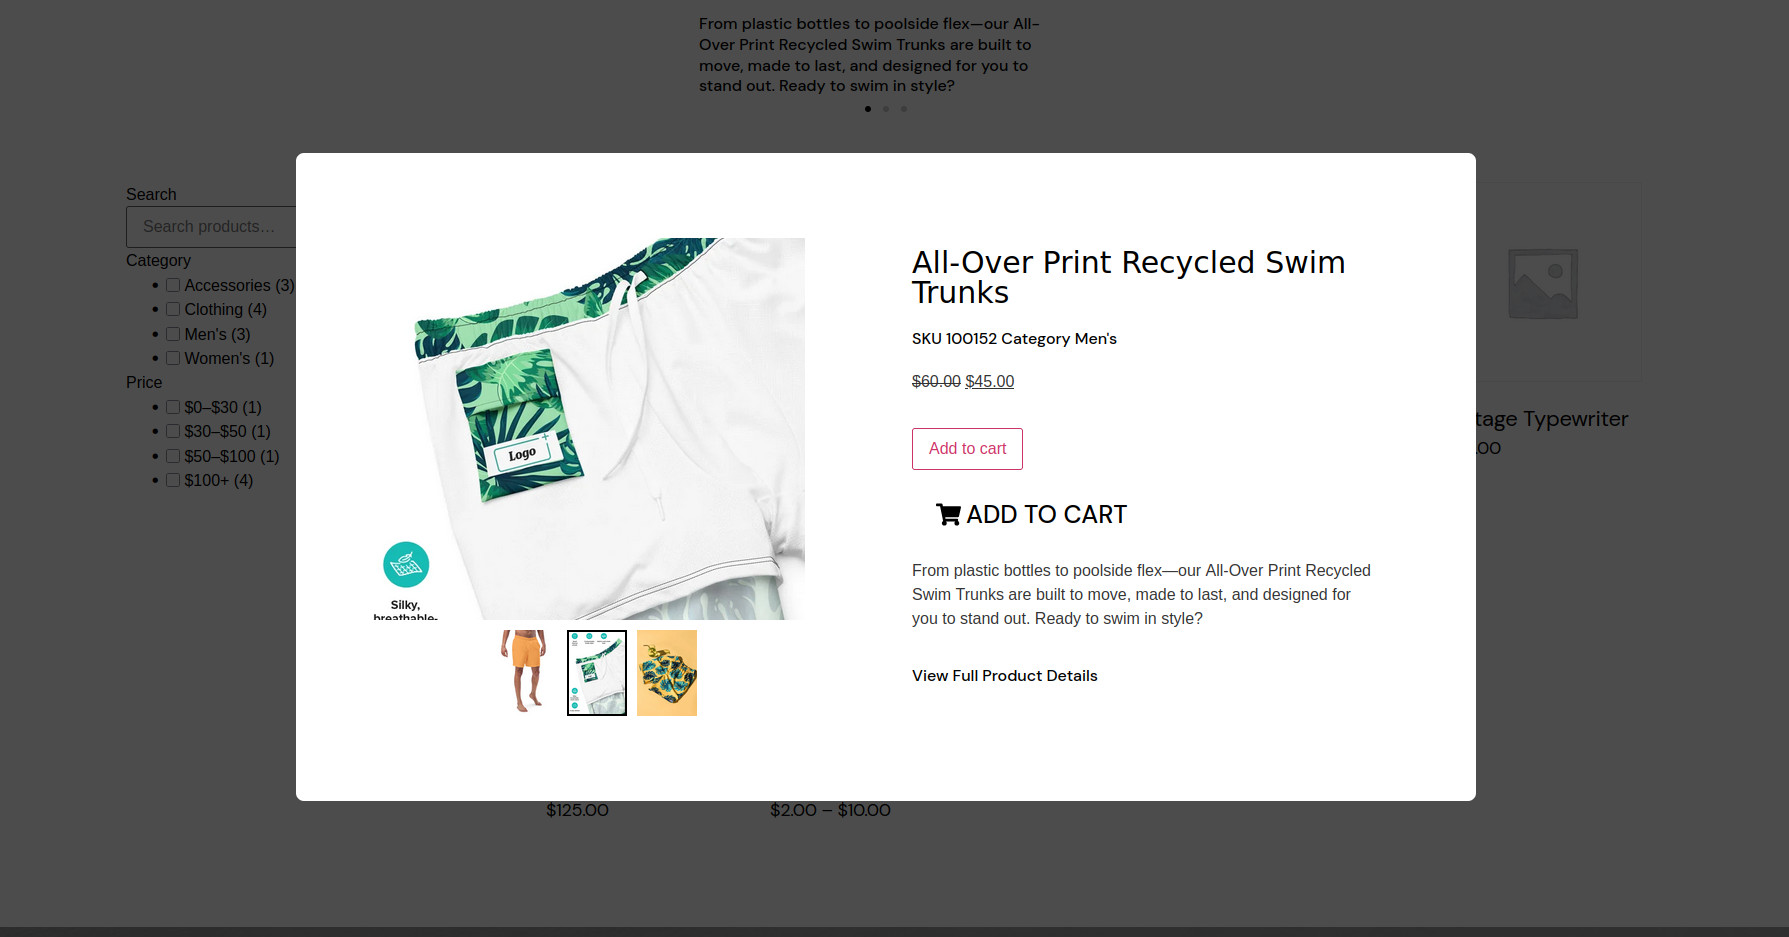 From plastic bottles to poolside flex—our All-
Over Print Recycled Swim Trunks are built to
move, made to last, and designed for you to
stand out. Ready to swim in style?
Search
Search products…
Category
Accessories (3)
Clothing (4)
Men's (3)
Women's (1)
Price
$0–$30 (1)
$30–$50 (1)
$50–$100 (1)
$100+ (4)
Logo
Silky,
breathable-
All-Over Print Recycled Swim
Trunks
SKU 100152 Category Men's
$60.00 $45.00
Add to cart
ADD TO CART
From plastic bottles to poolside flex—our All-Over Print Recycled
Swim Trunks are built to move, made to last, and designed for
you to stand out. Ready to swim in style?
View Full Product Details
tage Typewriter
.00
$125.00
$2.00 – $10.00